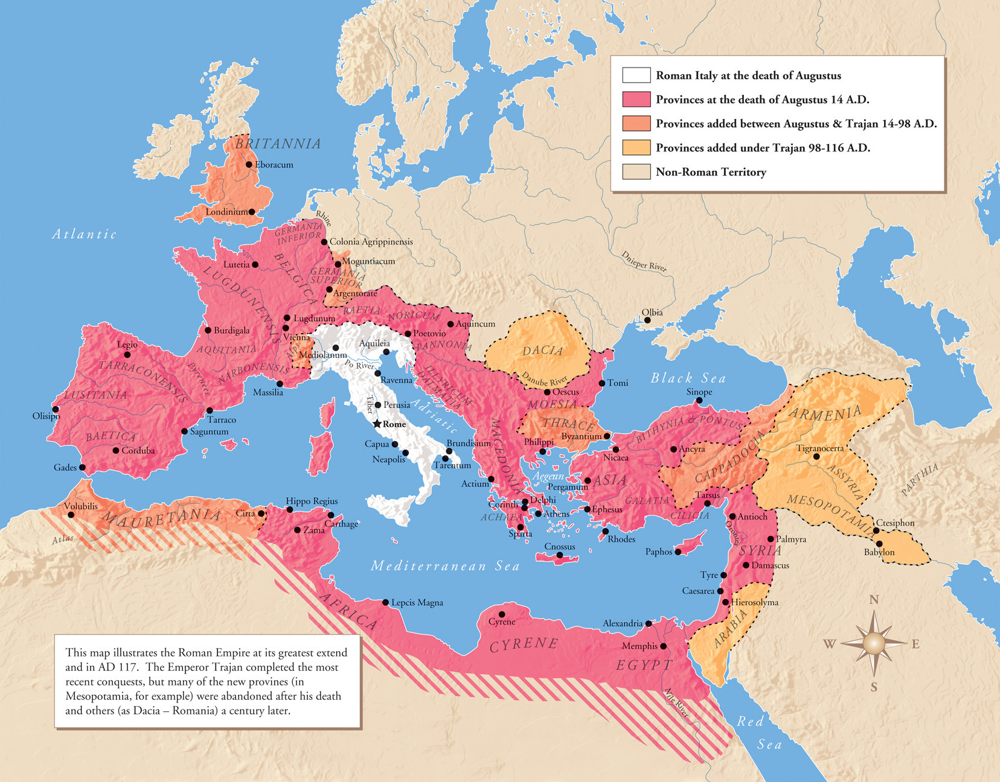 Roman Italy at the death of Augustus
Provinces at the death of Augustus 14 A.D.
Provinces added between Augustus & Trajan 14-98 A.D.
Provinces added under Trajan 98-116 A.D.
Non-Roman Territory
BRITANNIA
Eboracum
Londinium
Atlantic
Rhine
GERMANIA
INFERIOR
Colonia Agrippinensis
Lutetia
BELGICA
Moguntiacum
GERMANIA
SUPERIOR
Argentorate
LUGDUNENSIS
Dnieper River
Olbia
RAETIA
NORICUM
Lugdunum
Aquincum
Burdigala
Vienna
Poetovio
Legio
AQUITANIA
Alps
Mediolanum
Aquileia
PANNONIA
DACIA
TARRACONENSIS
Pyrenees
NARBONENSIS
Po River
Ravenna
ILLYRICUM
DALMATIA
Danube River
Tomi
Black Sea
Massilia
Oescus
LUSITANIA
Tiber
Perusia
Adriatic
MOESIA
Sinope
Olisipo
Tarraco
Rome
THRACE
BITHYNIA & PONTUS
ARMENIA
BAETICA
Saguntum
MACEDONIA
Byzantium
Corduba
Capua
Brundisium
Philippi
Nicaea
Ancyra
CAPPADOCIA
Tigranocerta
Gades
Neapolis
Tarentum
Aegean
ASSYRIA
PARTHIA
Actium
Pergamum
ASIA
Volubilis
Hippo Regius
Corinth
Delphi
GALATIA
Tarsus
MESOPOTAMIA
MAURETANIA
Cirta
Carthage
ACHAEA
Athens
Ephesus
CILICIA
Antioch
Ctesiphon
Atlas
Zama
Sparta
Rhodes
Orontes
Palmyra
Cnossus
Paphos
SYRIA
Babylon
Mediterranean Sea
Damascus
Tyre
Caesarea
AFRICA
Lepcis Magna
Hierosolyma
Cyrene
Alexandria
ARABIA
CYRENE
Memphis
EGYPT
Nile River
Red
Sea
N
W
E
S
This map illustrates the Roman Empire at its greatest extend
and in AD 117. The Emperor Trajan completed the most
recent conquests, but many of the new provines (in
Mesopotamia, for example) were abandoned after his death
and others (as Dacia – Romania) a century later.